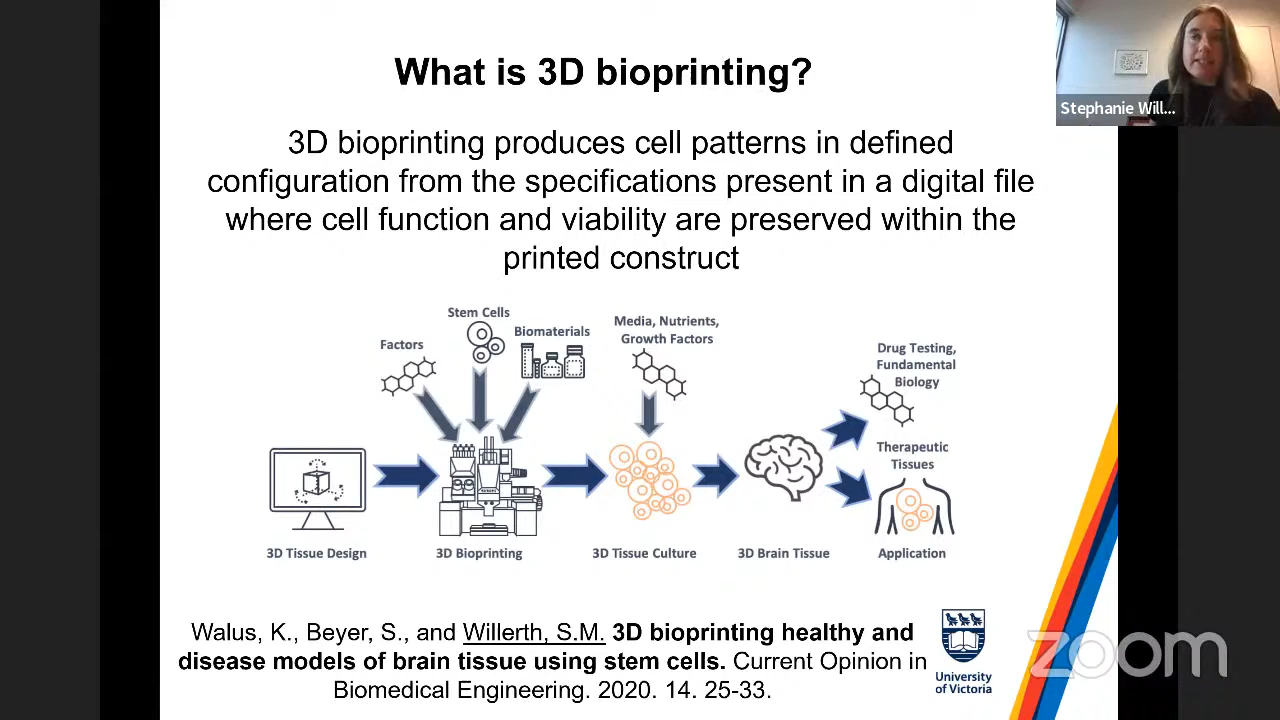 What is 3D bioprinting?
Stephanie Will...
3D bioprinting produces cell patterns in defined
configuration from the specifications present in a digital file
where cell function and viability are preserved within the
printed construct
Stem Cells
Factors
Biomaterials
Media, Nutrients,
Growth Factors
Drug Testing,
Fundamental
Biology
Therapeutic
Tissues
3D Tissue Design
3D Bioprinting
3D Tissue Culture
3D Brain Tissue
Application
Walus, K., Beyer, S., and Willerth, S.M. 3D bioprinting healthy and
disease models of brain tissue using stem cells. Current Opinion in
Biomedical Engineering. 2020. 14. 25-33.
University
of Victoria
zoom